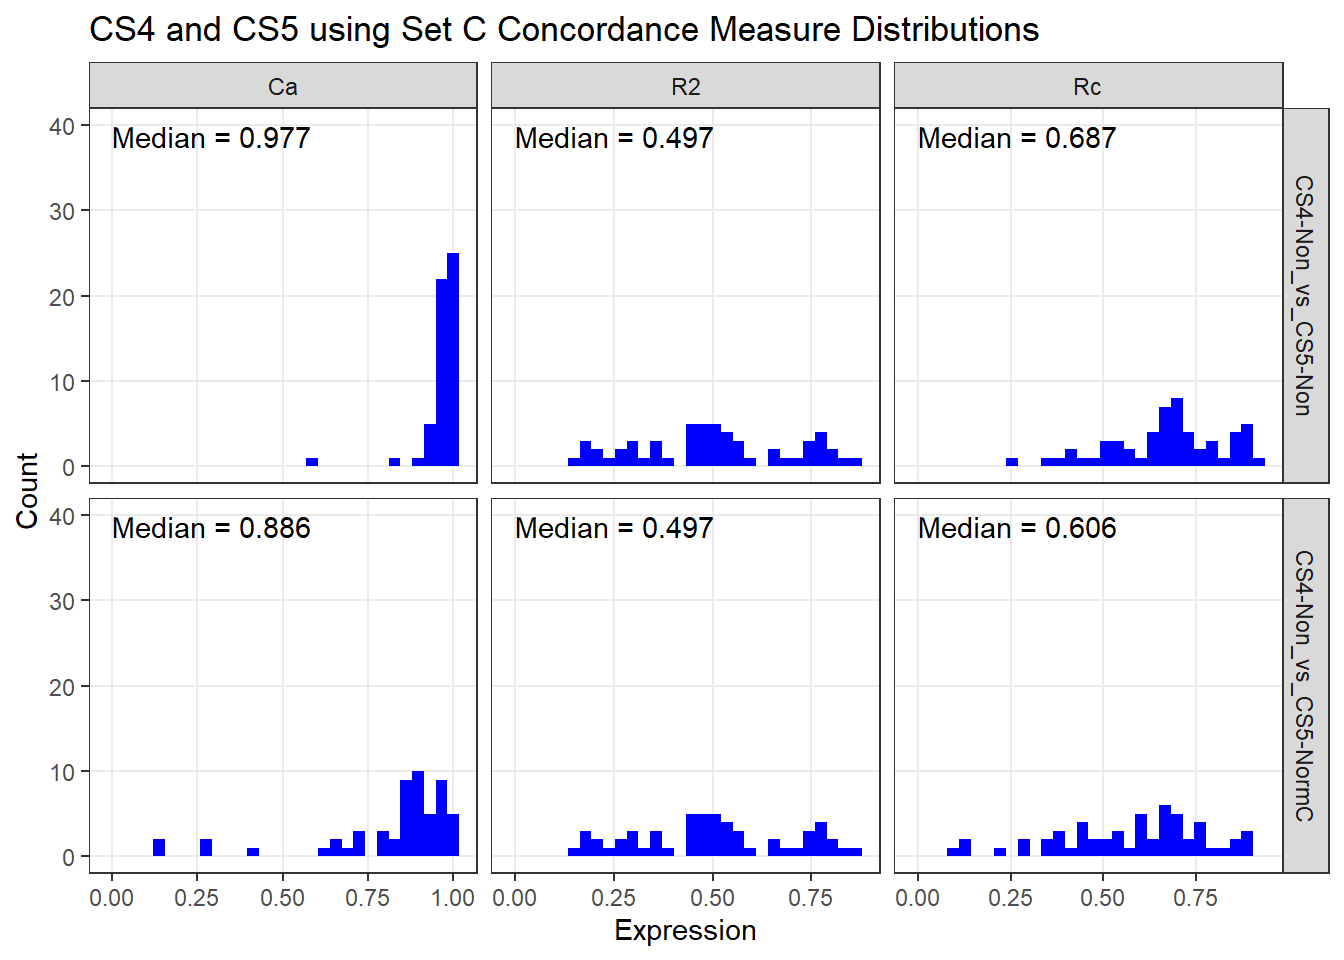 CS4 and CS5 using Set C Concordance Measure Distributions
Ca
R2
Rc
Median = 0.977
Median = 0.497
Median = 0.687
40
30
20
10
0
CS4-Non_vs_CS5-Non
Count
Median = 0.886
Median = 0.497
Median = 0.606
40
30
20
10
0
CS4-Non_vs_CS5-NormC
0.00 0.25 0.50 0.75 1.00
0.00 0.25 0.50 0.75
0.00 0.25 0.50 0.75
Expression